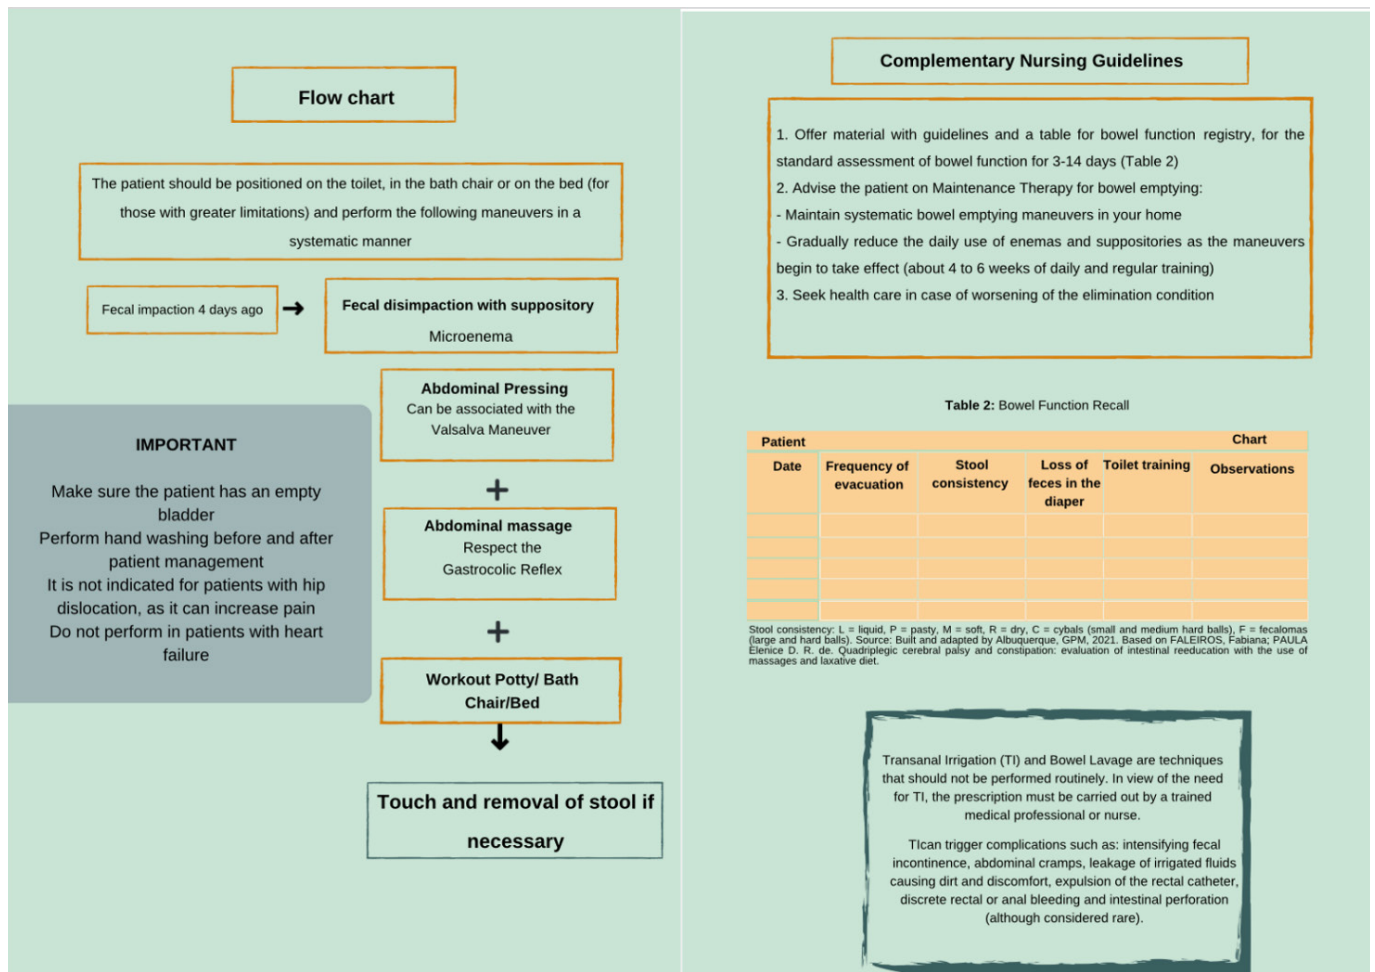 Flow chart
The patient should be positioned on the toilet, in the bath chair or on the bed (for
those with greater limitations) and perform the following maneuvers in a
systematic manner
Fecal impaction 4 days ago
Fecal disimpaction with suppository
Microenema
Abdominal Pressing
Can be associated with the
Valsalva Maneuver
+
Abdominal massage
Respect the
Gastrocolic Reflex
+
Workout Potty/ Bath
Chair/Bed
Touch and removal of stool if
necessary
IMPORTANT
Make sure the patient has an empty
bladder
Perform hand washing before and after
patient management
It is not indicated for patients with hip
dislocation, as it can increase pain
Do not perform in patients with heart
failure
Complementary Nursing Guidelines
1. Offer material with guidelines and a table for bowel function registry, for the
standard assessment of bowel function for 3-14 days (Table 2)
2. Advise the patient on Maintenance Therapy for bowel emptying:
- Maintain systematic bowel emptying maneuvers in your home
- Gradually reduce the daily use of enemas and suppositories as the maneuvers
begin to take effect (about 4 to 6 weeks of daily and regular training)
3. Seek health care in case of worsening of the elimination condition
Table 2: Bowel Function Recall
Patient Chart
Date Frequency of evacuation Stool consistency Loss of feces in the diaper Toilet training Observations
Stool consistency: L = liquid, P = pasty, M = soft, R = dry, C = cybals (small and medium hard balls), F = fecalomas
(large and hard balls). Source: Built and adapted by Albuquerque, GPM, 2021. Based on FALEIROS, Fabiana; PAULA
Elenice D. R. de. Quadriplegic cerebral palsy and constipation: evaluation of intestinal reeducation with the use of
massages and laxative diet.
Transanal Irrigation (TI) and Bowel Lavage are techniques
that should not be performed routinely. In view of the need
for TI, the prescription must be carried out by a trained
medical professional or nurse.
TIcan trigger complications such as: intensifying fecal
incontinence, abdominal cramps, leakage of irrigated fluids
causing dirt and discomfort, expulsion of the rectal catheter,
discrete rectal or anal bleeding and intestinal perforation
(although considered rare).